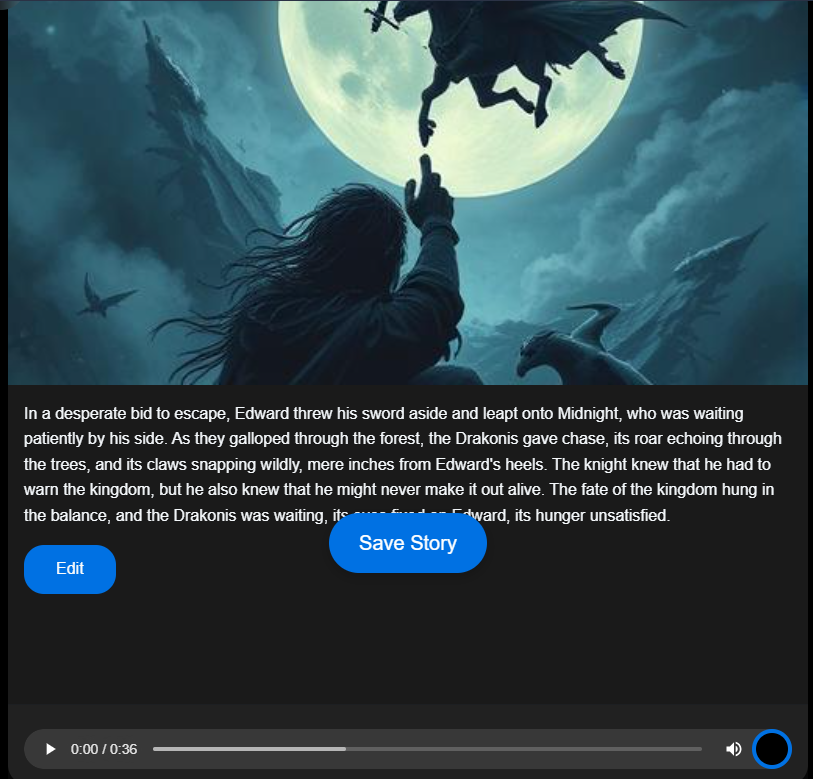 In a desperate bid to escape, Edward threw his sword aside and leapt onto Midnight, who was waiting
patiently by his side. As they galloped through the forest, the Drakonis gave chase, its roar echoing through
the trees, and its claws snapping wildly, mere inches from Edward's heels. The knight knew that he had to
warn the kingdom, but he also knew that he might never make it out alive. The fate of the kingdom hung in
the balance, and the Drakonis was waiting, its eyes fixed on Edward, its hunger unsatisfied.
Save Story
Edit
0:00 / 0:36